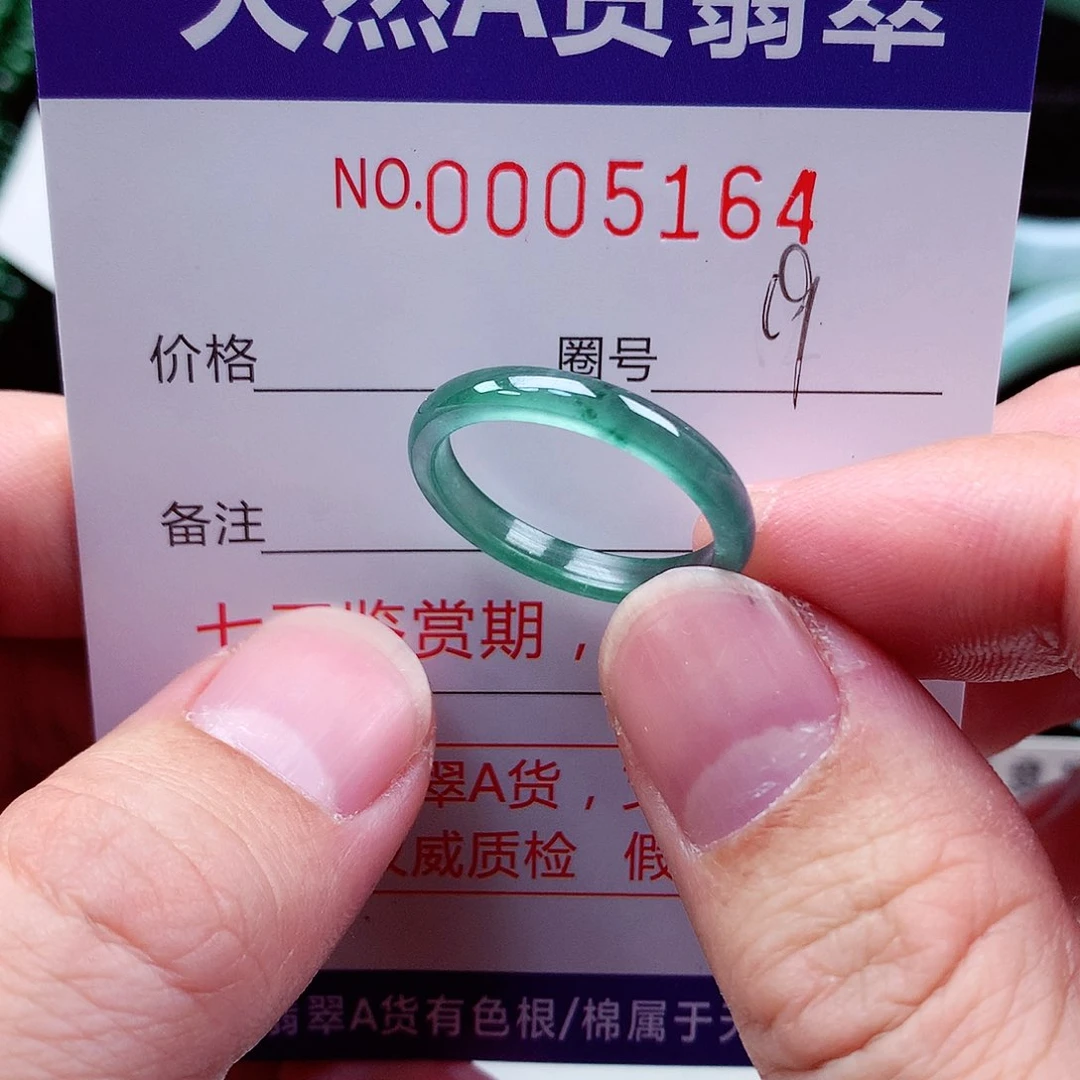 天然A货翡翠
NO.0005164
19
价格 圈号
备注
七天鉴赏期，
翠A货，
权威质检 假
翡翠A货有色根/棉属于天